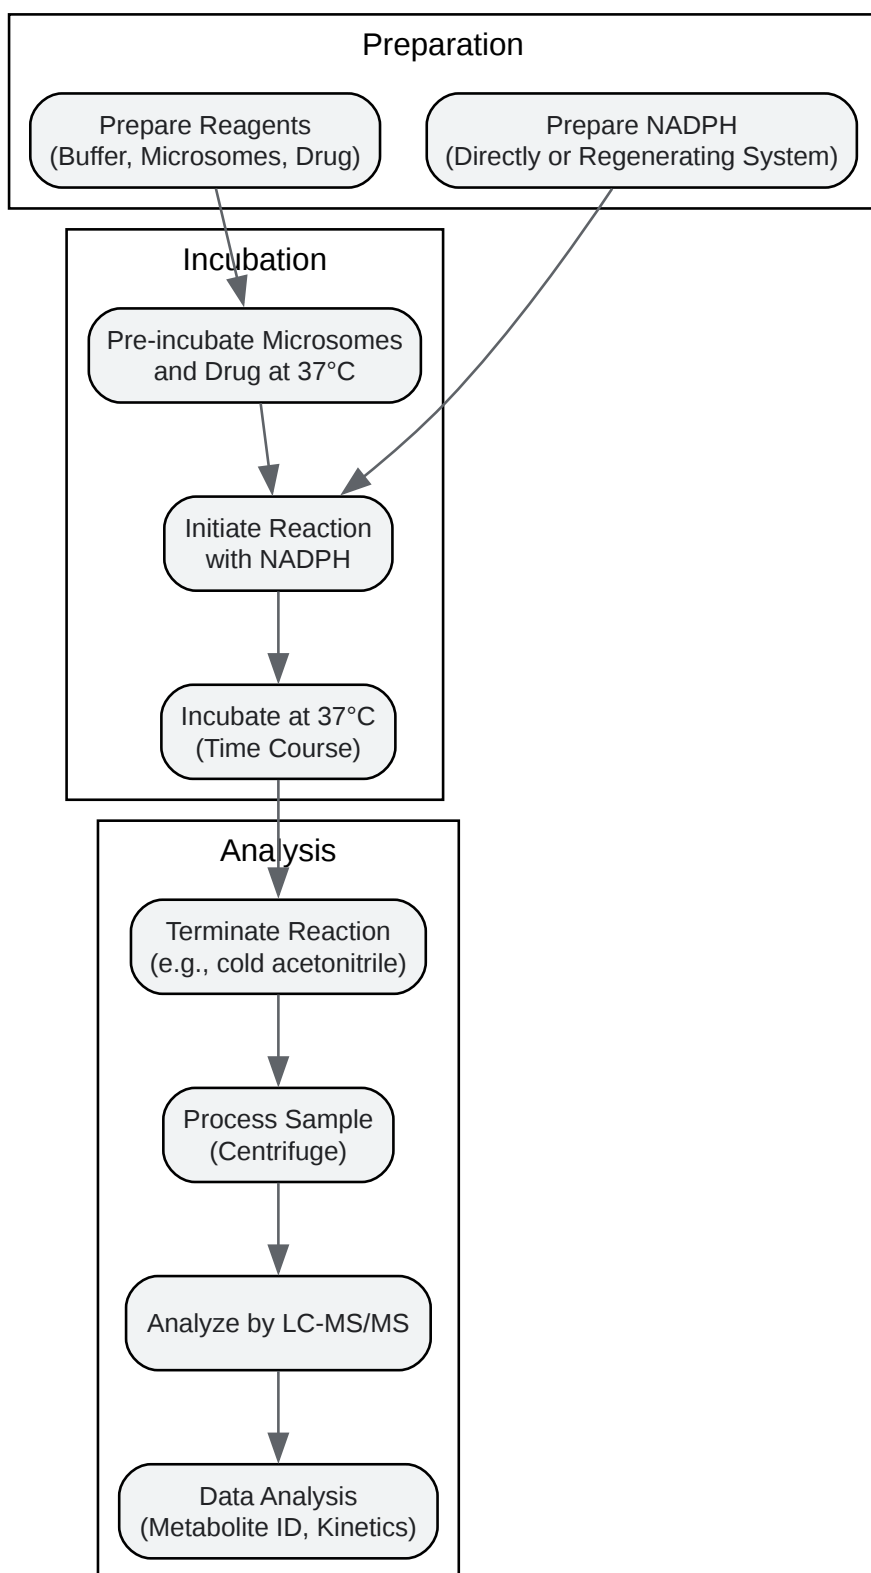 Preparation
Prepare Reagents
(Buffer, Microsomes, Drug)
Prepare NADPH
(Directly or Regenerating System)
Incubation
Pre-incubate Microsomes
and Drug at 37°C
Initiate Reaction
with NADPH
Incubate at 37°C
(Time Course)
Analysis
Terminate Reaction
(e.g., cold acetonitrile)
Process Sample
(Centrifuge)
Analyze by LC-MS/MS
Data Analysis
(Metabolite ID, Kinetics)